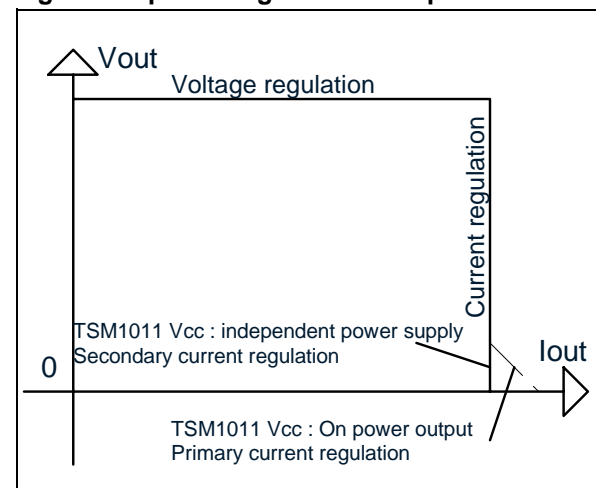 Vout
Voltage regulation
Current regulation
TSM1011 Vcc : independent power supply
Secondary current regulation
0
Iout
TSM1011 Vcc : On power output
Primary current regulation